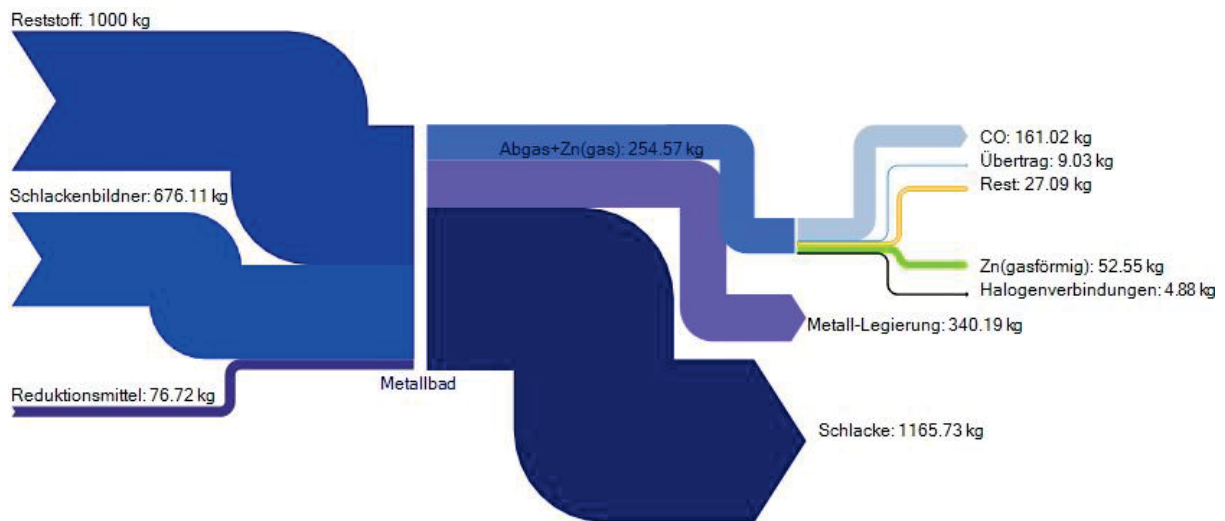 Reststoff: 1000 kg
Schlackenbildner: 676.11 kg
Reduktionsmittel: 76.72 kg
Metallbad
Abgas+Zn(gas): 254.57 kg
CO: 161.02 kg
Übertrag: 9.03 kg
Rest: 27.09 kg
Zn(gasförmig): 52.55 kg
Halogenverbindungen: 4.88 kg
Metall-Legierung: 340.19 kg
Schlacke: 1165.73 kg